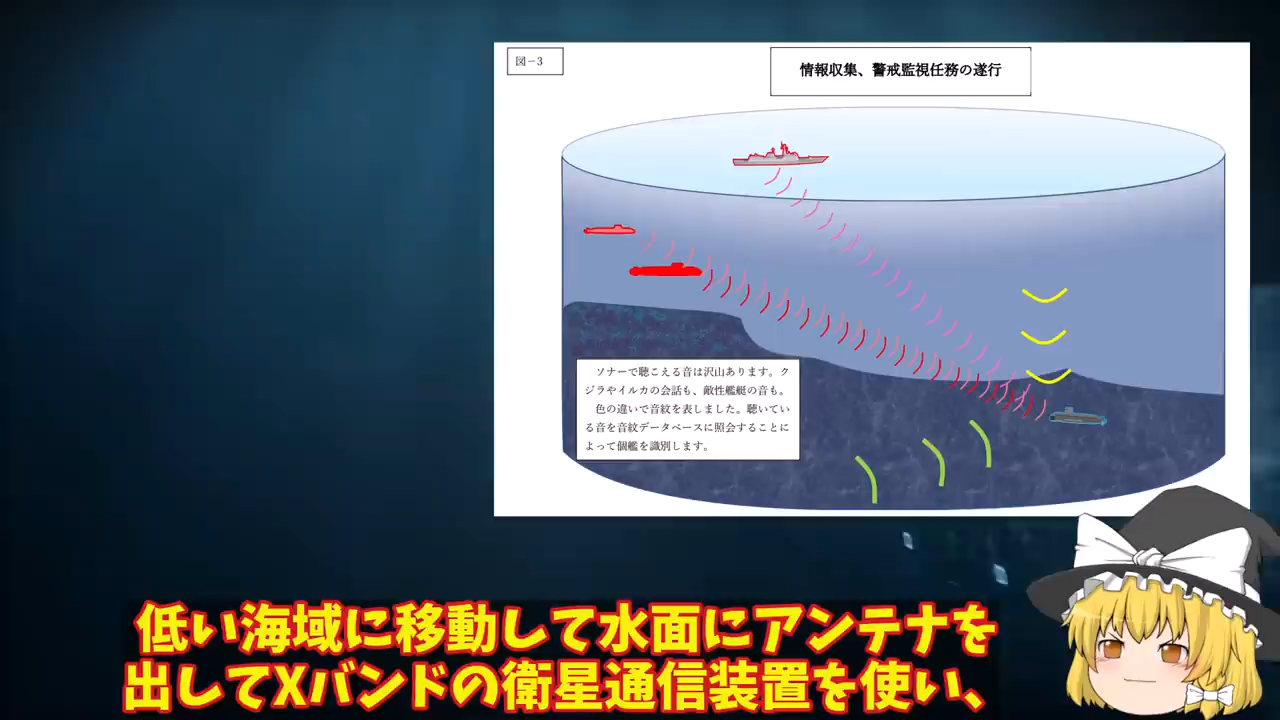 図－3
情報収集、警戒監視任務の遂行
ソナーで聴こえる音は沢山あります。ク
ジラやイルカの会話も、敵性艦艇の音も。
色の違いで音紋を表しました。聴いてい
る音を音紋データベースに照会することに
よって個艦を識別します。
低い海域に移動して水面にアンテナを
出してXバンドの衛星通信装置を使い、